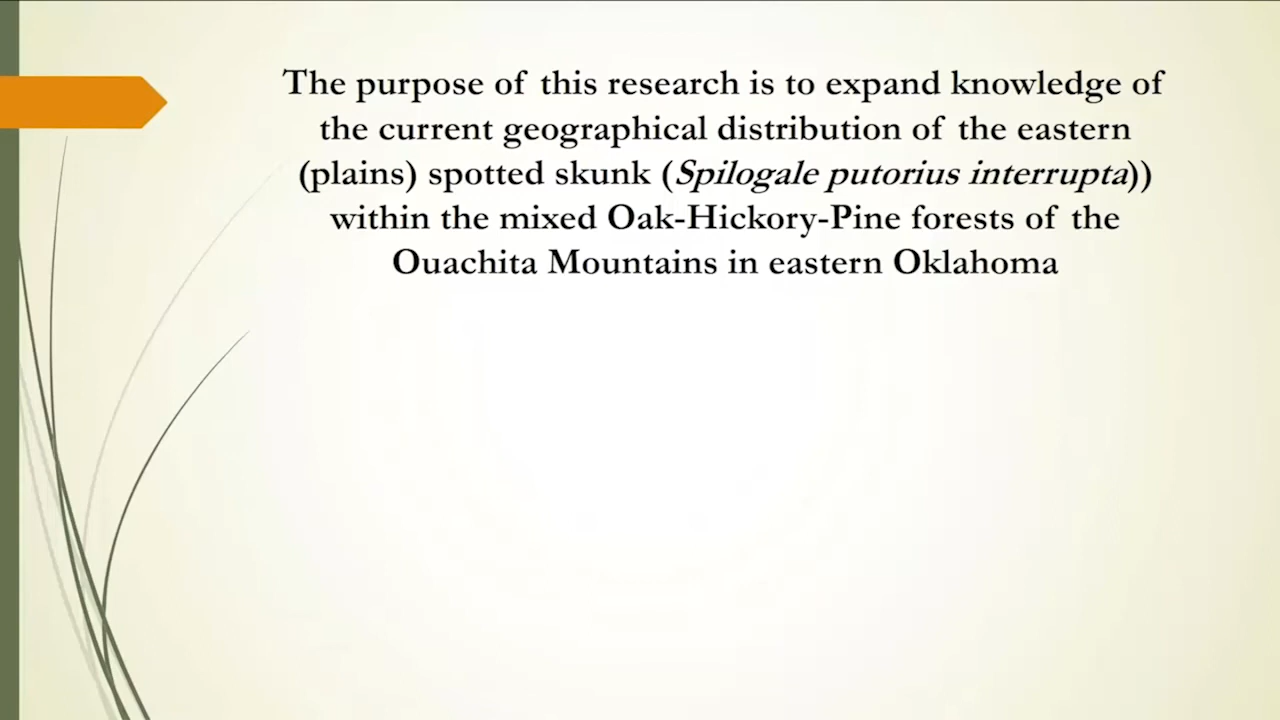 The purpose of this research is to expand knowledge of
the current geographical distribution of the eastern
(plains) spotted skunk (Spilogale putorius interrupta))
within the mixed Oak-Hickory-Pine forests of the
Ouachita Mountains in eastern Oklahoma